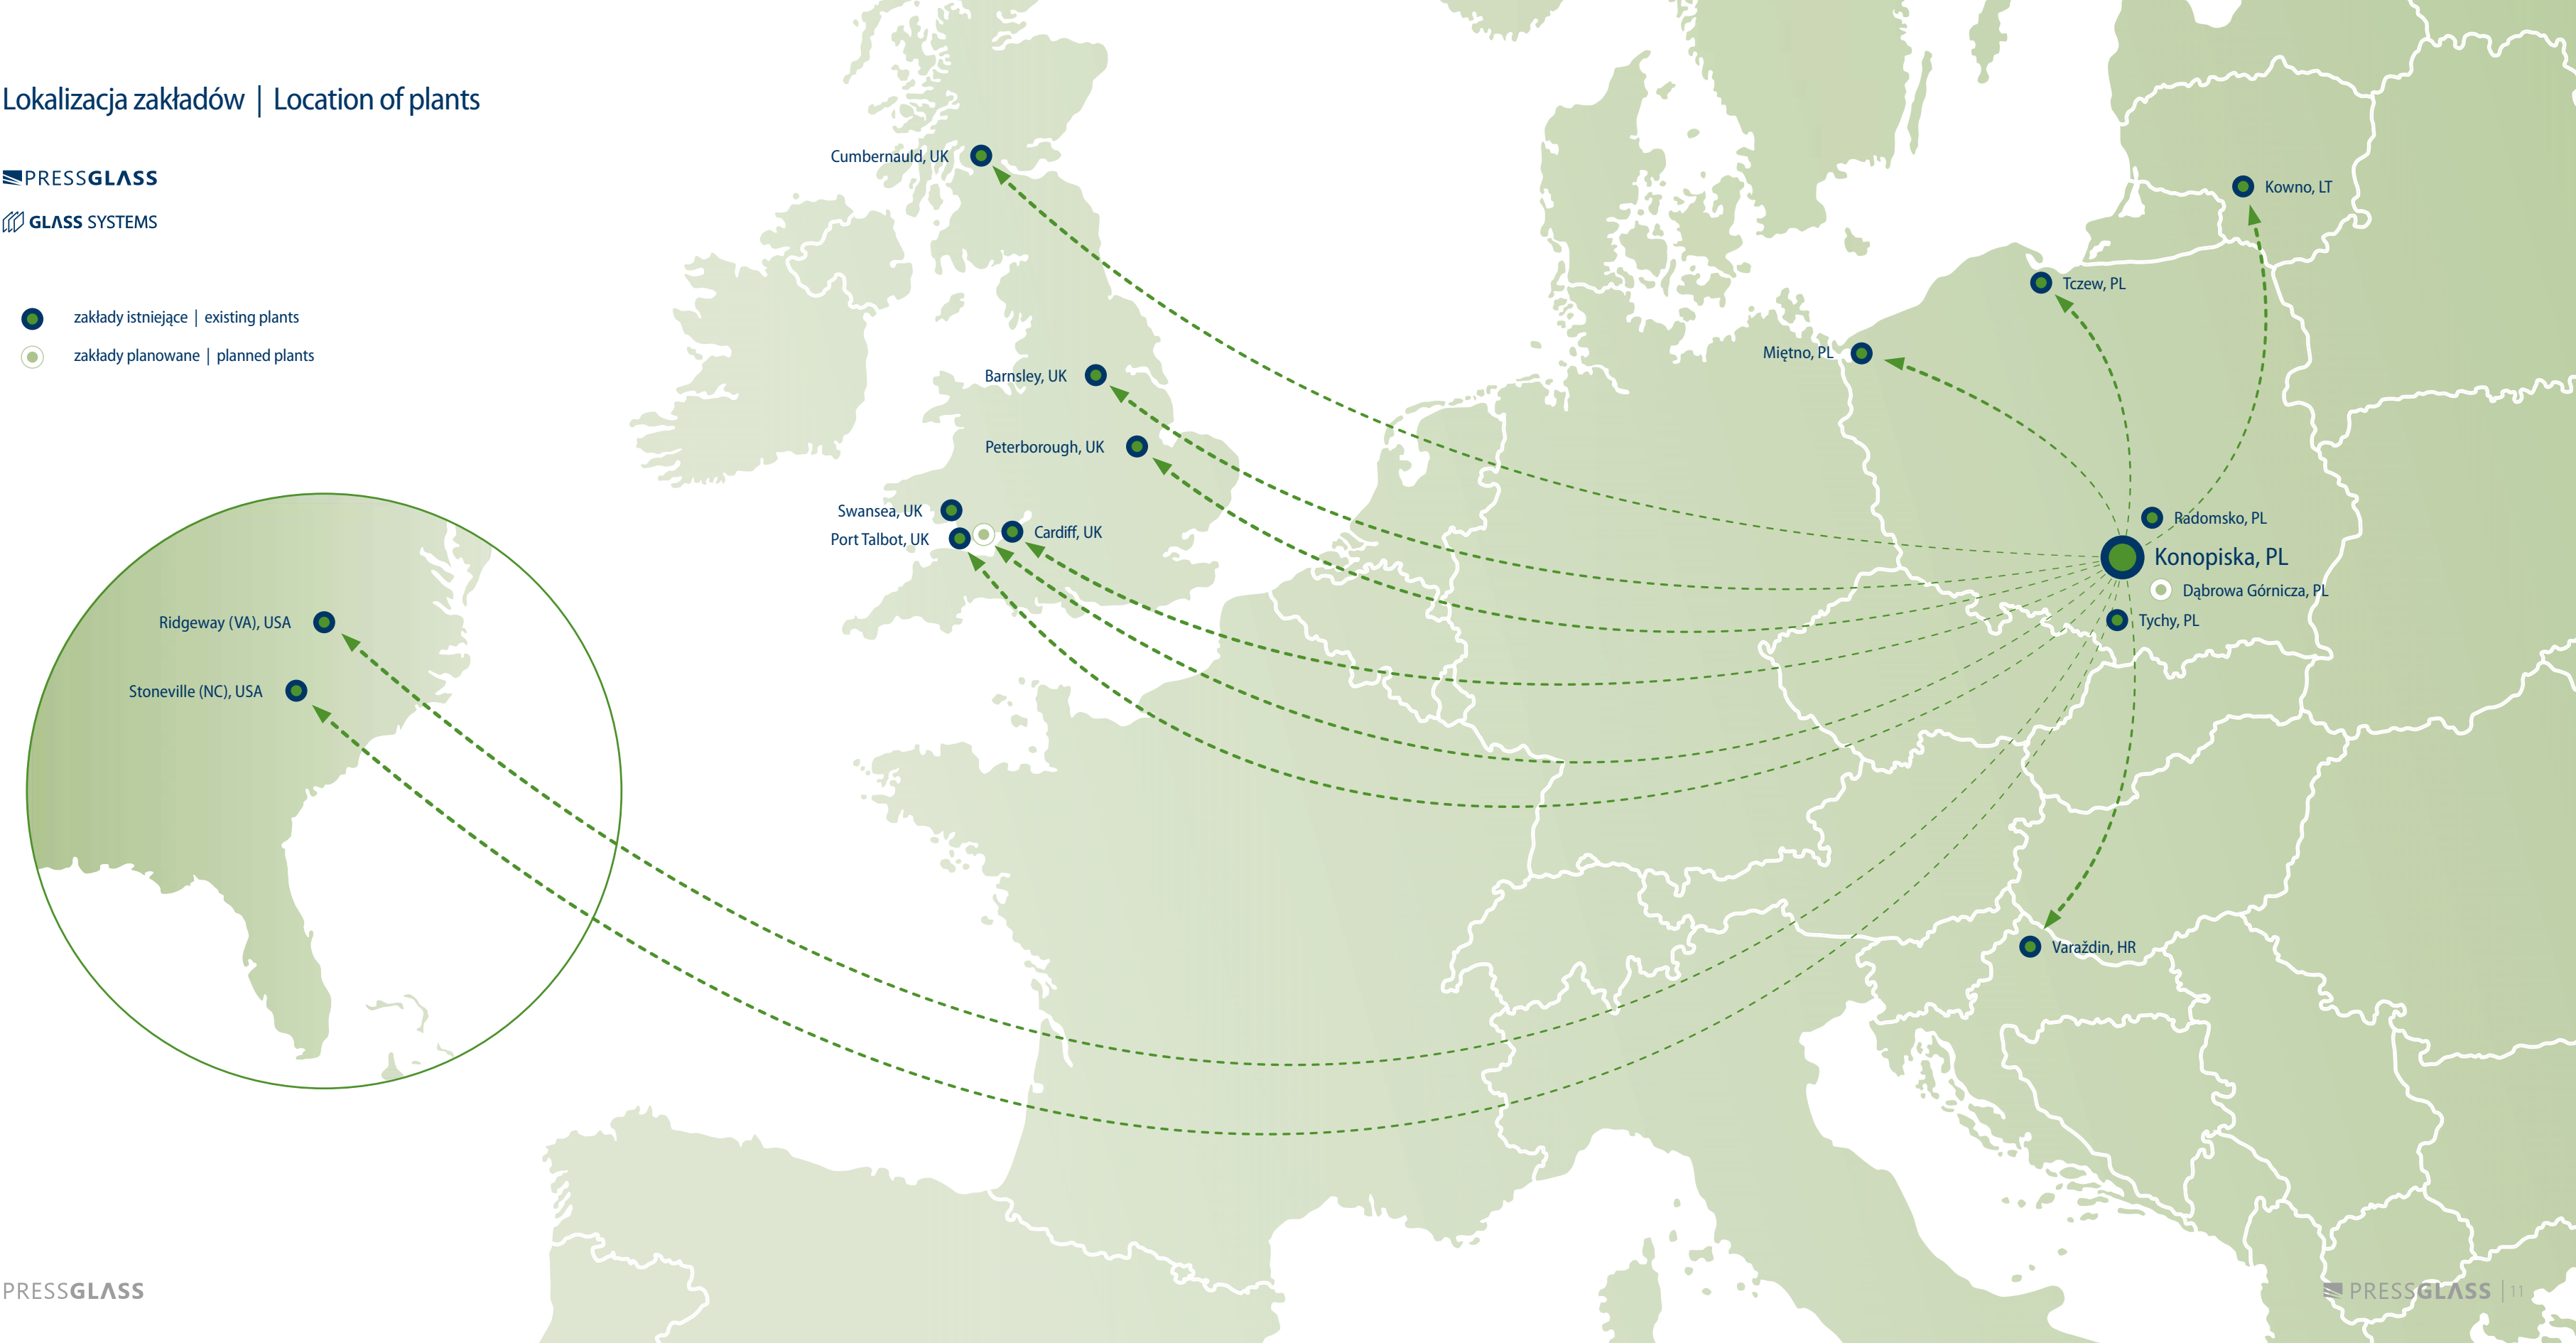 Lokalizacja zakładów | Location of plants
PRESSGLASS
GLASS SYSTEMS
zakłady istniejące | existing plants
zakłady planowane | planned plants
Cumbernauld, UK
Kowno, LT
Tczew, PL
Miętno, PL
Barnsley, UK
Peterborough, UK
Swansea, UK
Port Talbot, UK
Cardiff, UK
Radomsko, PL
Konopiska, PL
Dąbrowa Górnicza, PL
Tychy, PL
Ridgeway (VA), USA
Stoneville (NC), USA
Varaždin, HR
PRESSGLASS
PRESSGLASS | 11